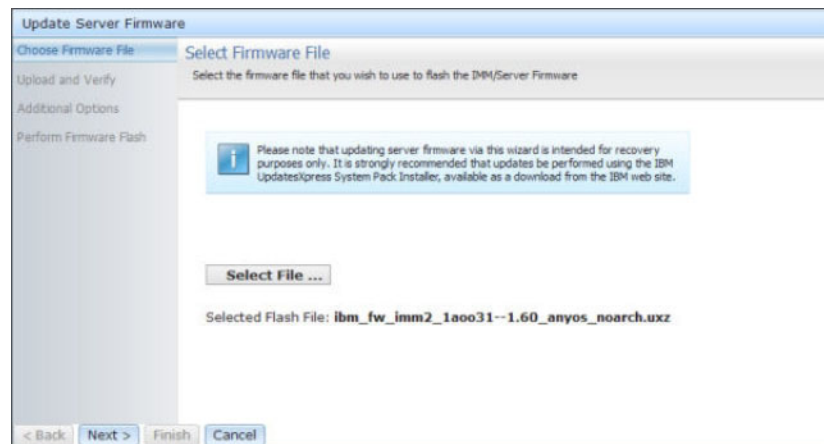 Update Server Firmware
Choose Firmware File
Upload and Verify
Additional Options
Perform Firmware Flash
Select Firmware File
Select the firmware file that you wish to use to flash the IMM/Server Firmware
Please note that updating server firmware via this wizard is intended for recovery
purposes only. It is strongly recommended that updates be performed using the IBM
UpdatesXpress System Pack Installer, available as a download from the IBM web site.
Select File ...
Selected Flash File: ibm_fw_imm2_1aoo31--1.60_anyos_noarch.uxz
< Back Next > Finish Cancel